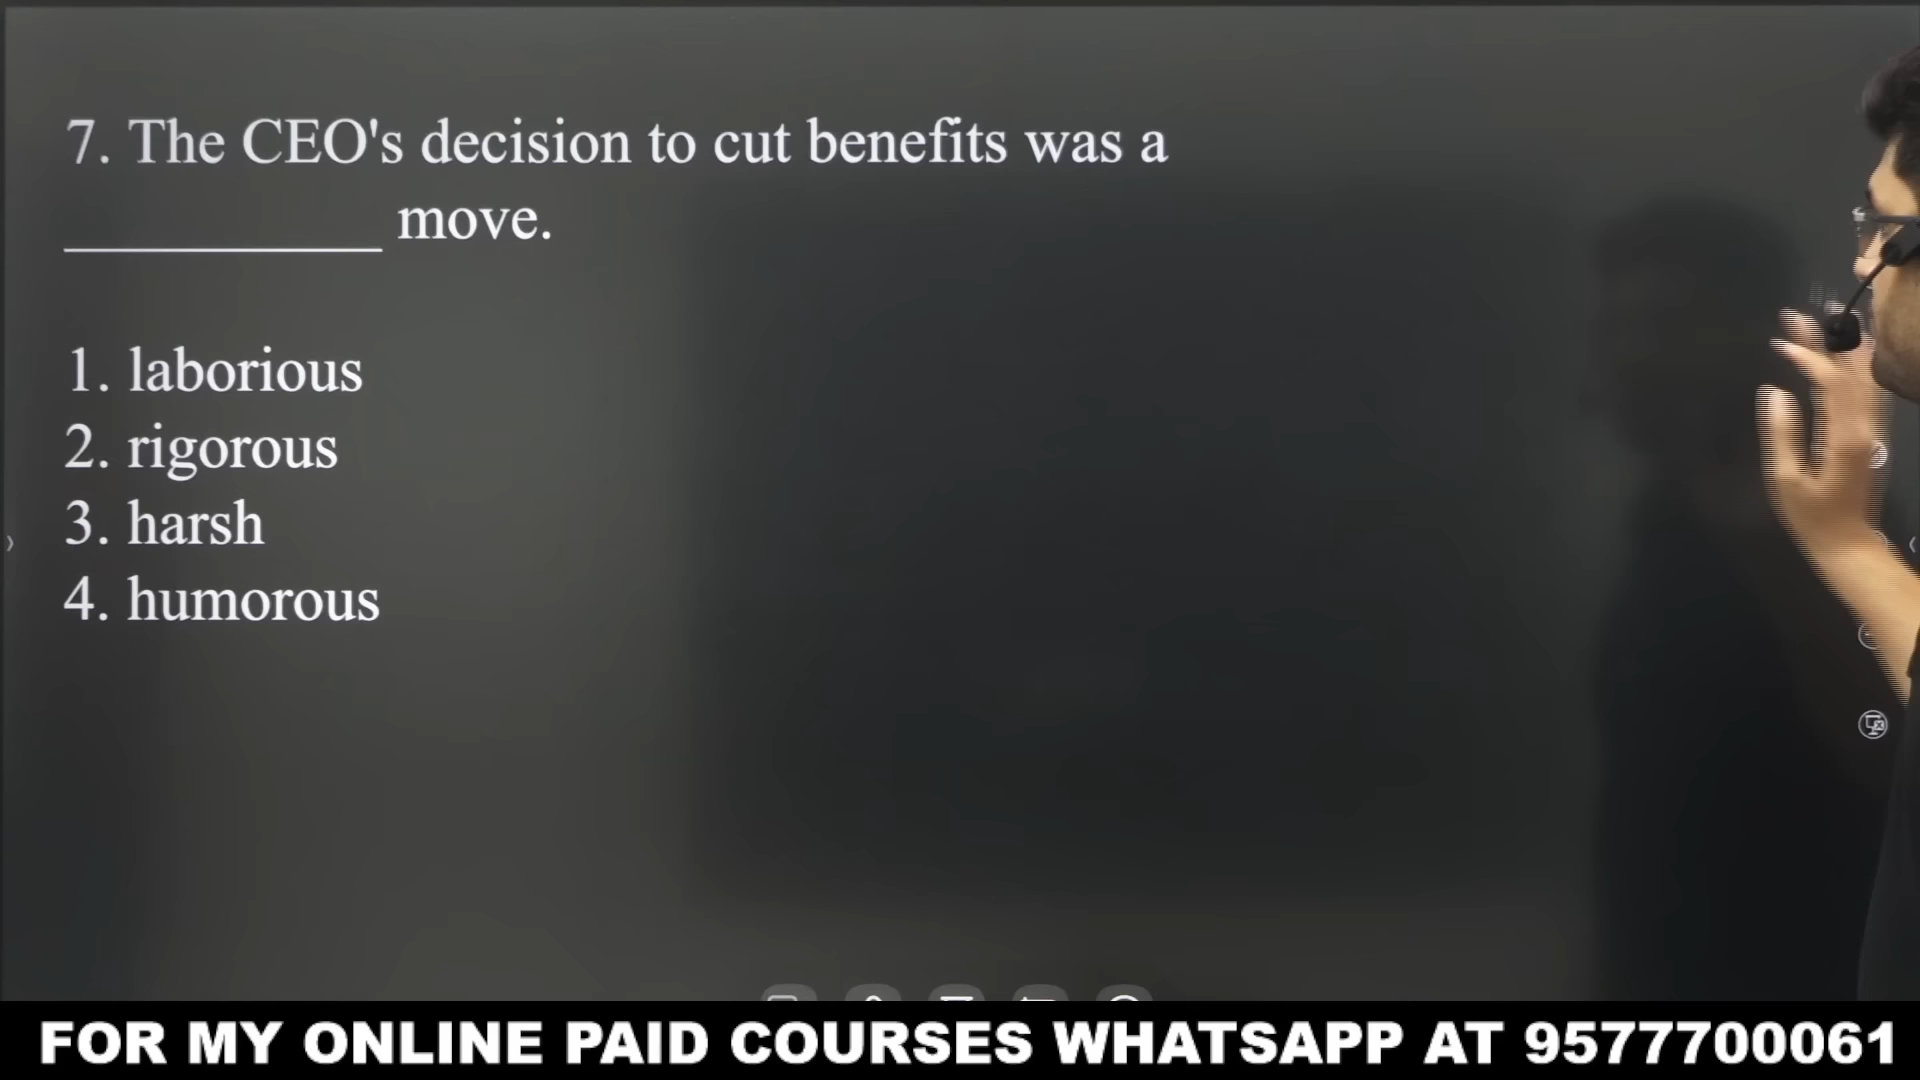 7. The CEO's decision to cut benefits was a
____________ move.
1. laborious
2. rigorous
3. harsh
4. humorous
FOR MY ONLINE PAID COURSES WHATSAPP AT 9577700061